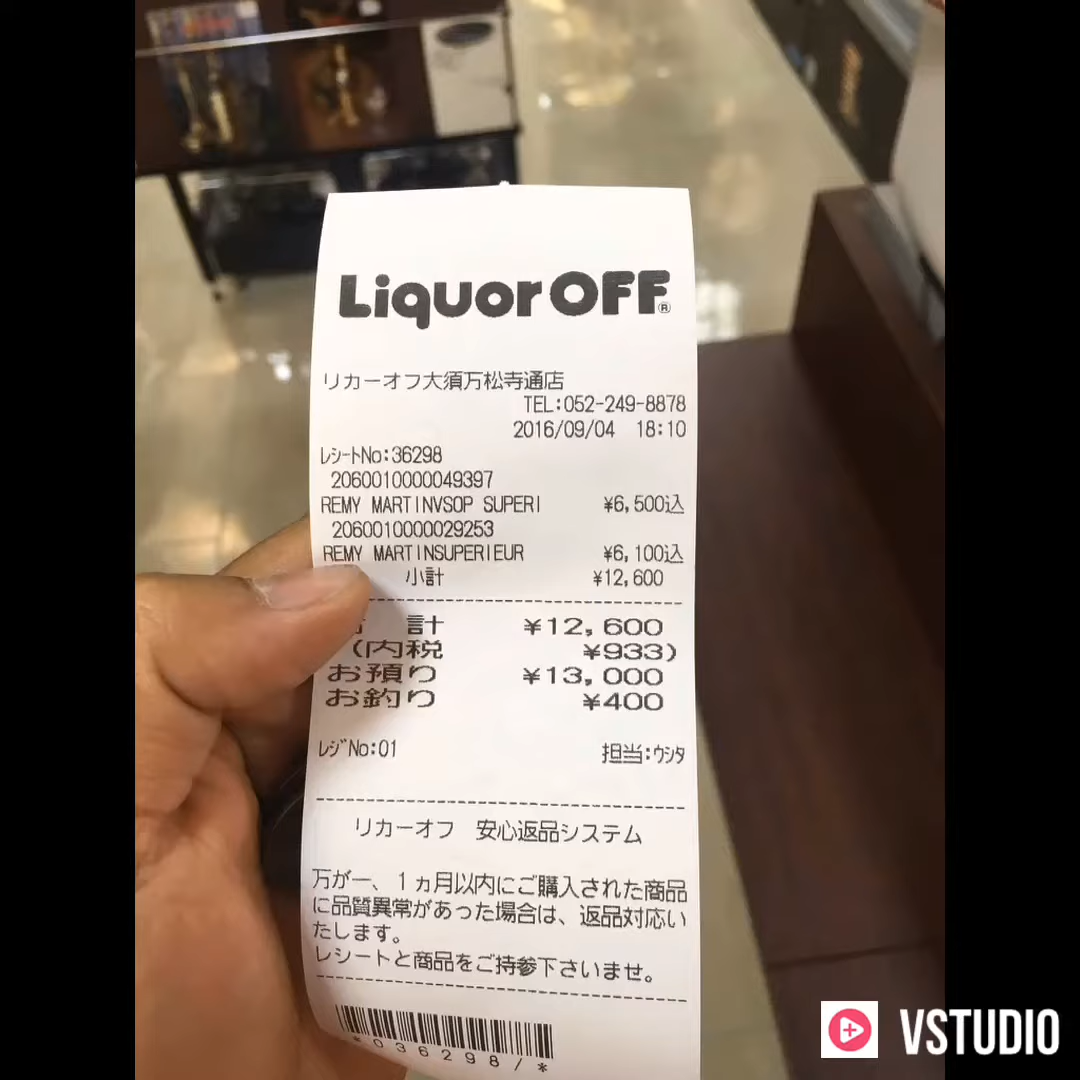 Liquor OFF®
リカーオフ大須万松寺通店
TEL:052-249-8878
2016/09/04 18:10
レシートNo:36298
2060010000049397
REMY MARTINVSOP SUPERI ¥6,500込
2060010000029253
REMY MARTINSUPERIEUR ¥6,100込
小計 ¥12,600
計 ¥12,600
(内税 ¥933)
お預り ¥13,000
お釣り ¥400
レジNo:01 担当:ウシタ
リカーオフ 安心返品システム
万が一、1ヵ月以内にご購入された商品
に品質異常があった場合は、返品対応い
たします。
レシートと商品をご持参下さいませ。
*036298/*
VSTUDIO